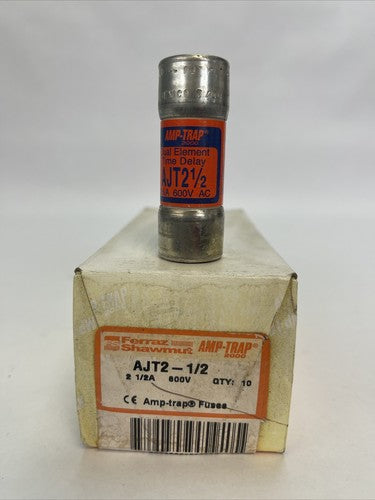 AMP-TRAP®
2000
Dual Element
Time Delay
AJT2½
600V AC
Ferraz
Shawmut
AMP-TRAP®
2000
AJT2-1/2
2 1/2A 600V QTY: 10
CE Amp-trap® Fuses